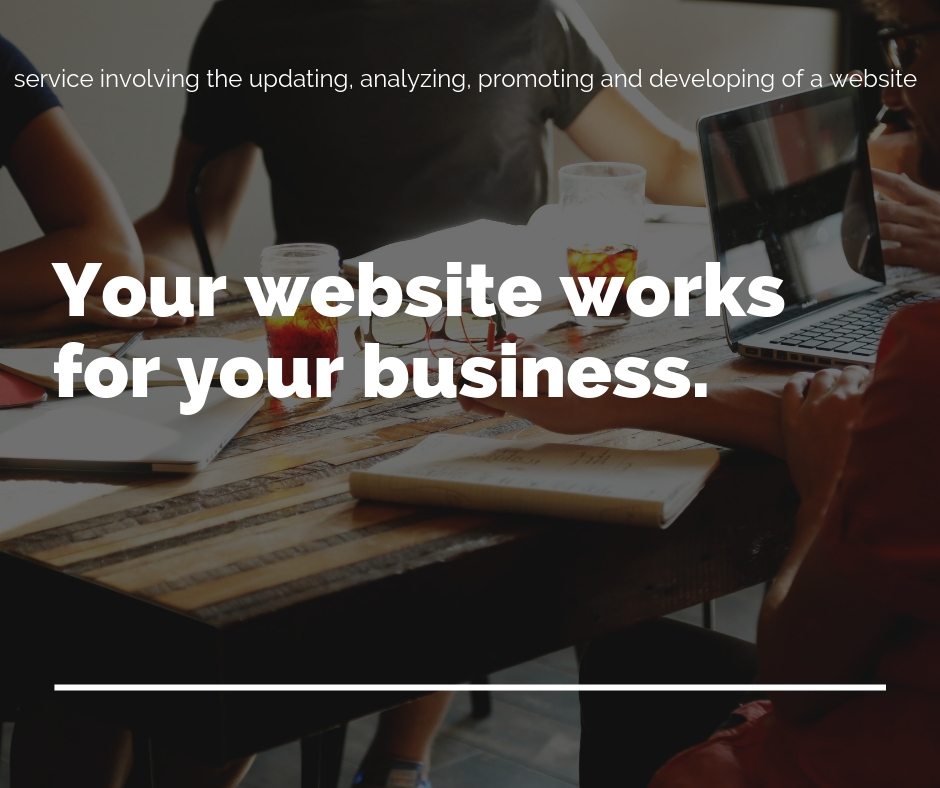 service involving the updating, analyzing, promoting and developing of a website
Your website works
for your business.